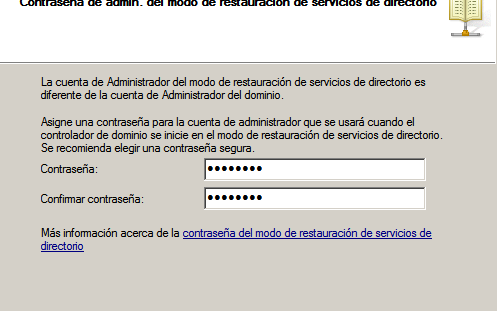 Contraseña de admin. del modo de restauración de servicios de directorio
La cuenta de Administrador del modo de restauración de servicios de directorio es
diferente de la cuenta de Administrador del dominio.
Asigne una contraseña para la cuenta de administrador que se usará cuando el
controlador de dominio se inicie en el modo de restauración de servicios de directorio.
Se recomienda elegir una contraseña segura.
Contraseña: ●●●●●●●●
Confirmar contraseña: ●●●●●●●●
Más información acerca de la contraseña del modo de restauración de servicios de
directorio